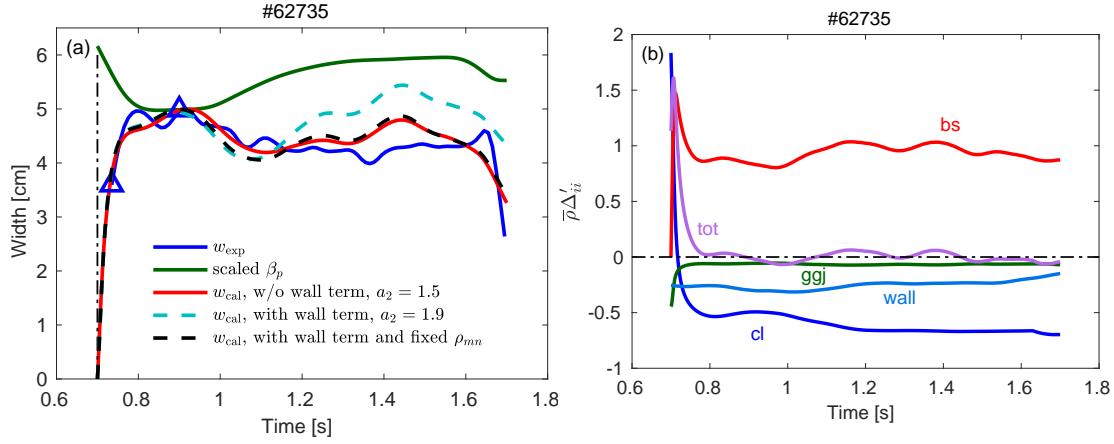 #62735
(a)
6
5
4
3
2
1
0
Width [cm]
w_exp
scaled β_p
w_cal, w/o wall term, a_2 = 1.5
w_cal, with wall term, a_2 = 1.9
w_cal, with wall term and fixed ρ_mn
0.6 0.8 1 1.2 1.4 1.6 1.8
Time [s]
#62735
(b)
2
1.5
1
0.5
0
-0.5
-1
ρ̄Δ′_ii
bs
tot
ggj
wall
cl
0.6 0.8 1 1.2 1.4 1.6 1.8
Time [s]